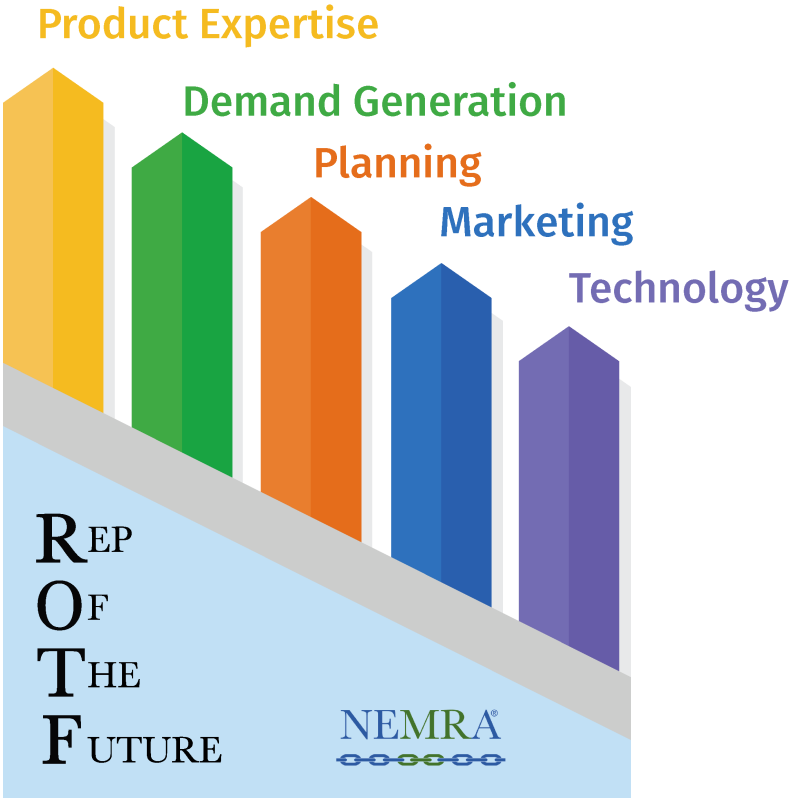 Product Expertise
Demand Generation
Planning
Marketing
Technology
REP
OF
THE
FUTURE
NEMRA®